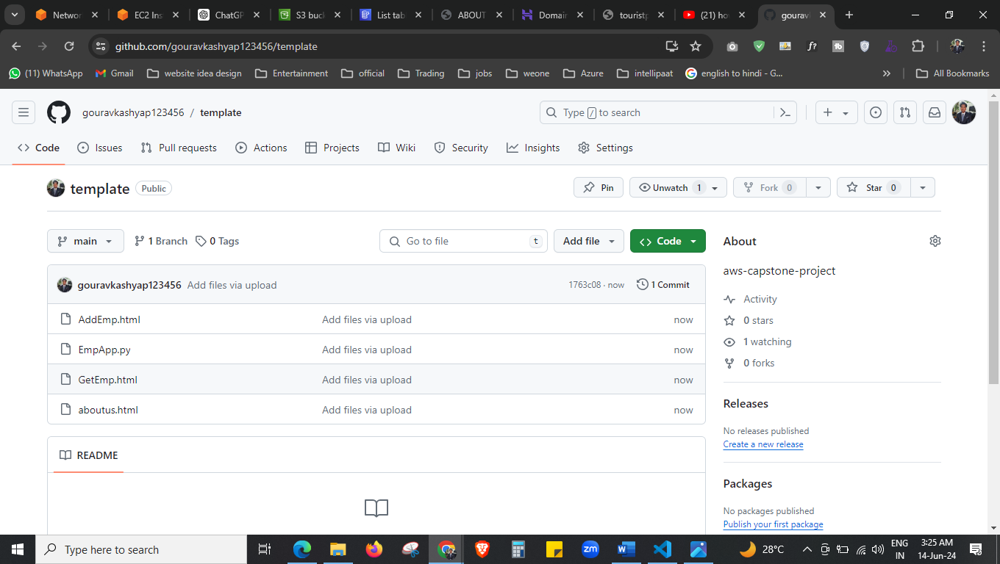 Networ EC2 Ins ChatGP S3 buc List tab ABOUT Domain touristp (21) ho gourav
github.com/gouravkashyap123456/template
(11) WhatsApp Gmail website idea design Entertainment official Trading jobs weone Azure intellipaat english to hindi - G... » All Bookmarks
gouravkashyap123456 / template Type / to search
Code Issues Pull requests Actions Projects Wiki Security Insights Settings
template Public Pin Unwatch 1 Fork 0 Star 0
main 1 Branch 0 Tags Go to file t Add file Code About
aws-capstone-project
gouravkashyap123456 Add files via upload 1763c08 · now 1 Commit
Activity
AddEmp.html Add files via upload now
0 stars
1 watching
EmpApp.py Add files via upload now
0 forks
GetEmp.html Add files via upload now
Releases
aboutus.html Add files via upload now
No releases published
Create a new release
README
Packages
No packages published
Publish your first package
Type here to search 28°C ENG IN 3:25 AM 14-Jun-24